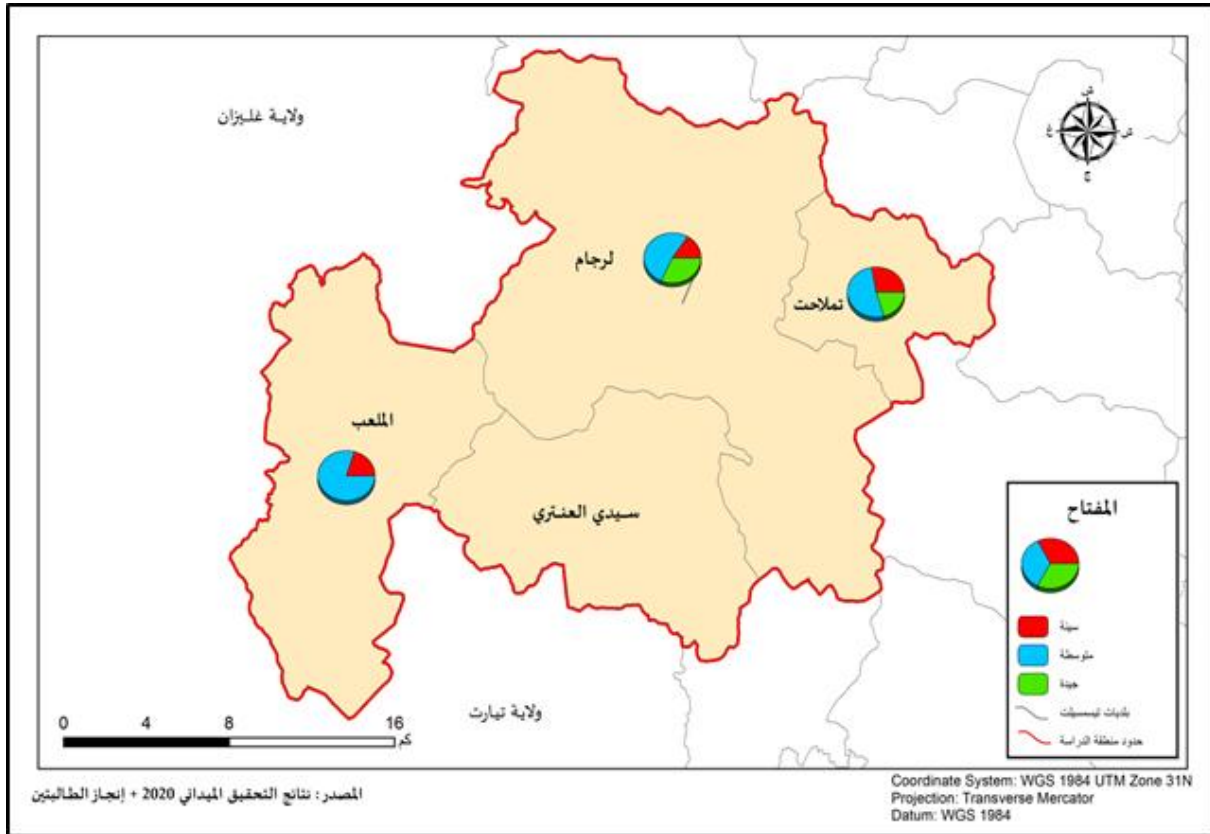 ولاية غليزان
ش
غ
ش
ج
لرجام
تملاحت
الملعب
سيدي العنتري
المفتاح
سيئة
متوسطة
جيدة
بلديات تيسمسيلت
حدود منطقة الدراسة
ولاية تيارت
0 4 8 16
كم
المصدر: نتائج التحقيق الميداني 2020 + إنجاز الطالبتين
Coordinate System: WGS 1984 UTM Zone 31N
Projection: Transverse Mercator
Datum: WGS 1984